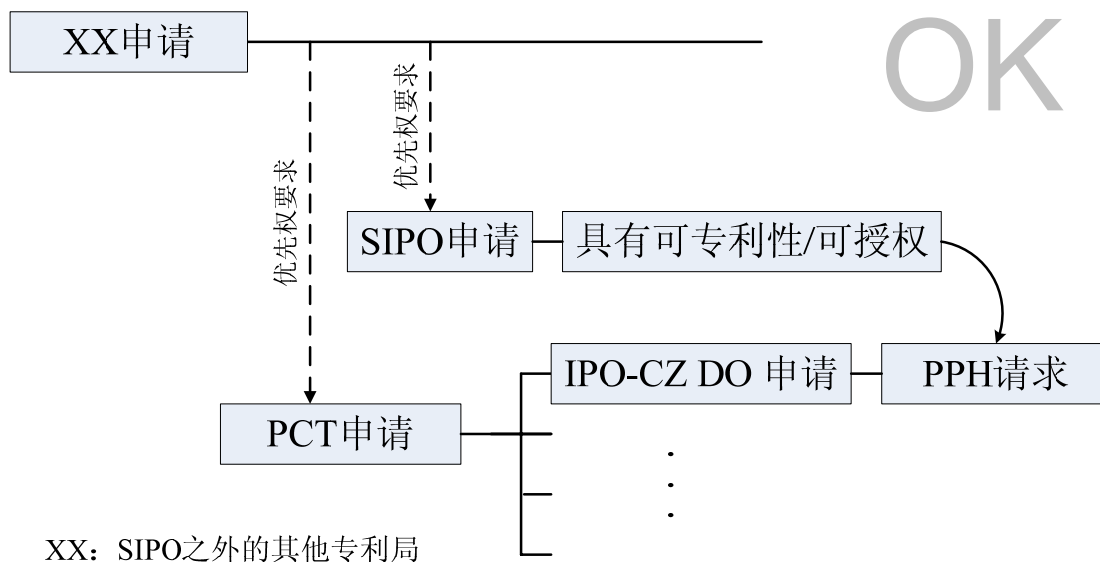 XX申请
OK
优先权要求
优先权要求
SIPO申请
具有可专利性/可授权
IPO-CZ DO 申请
PPH请求
PCT申请
XX：SIPO之外的其他专利局